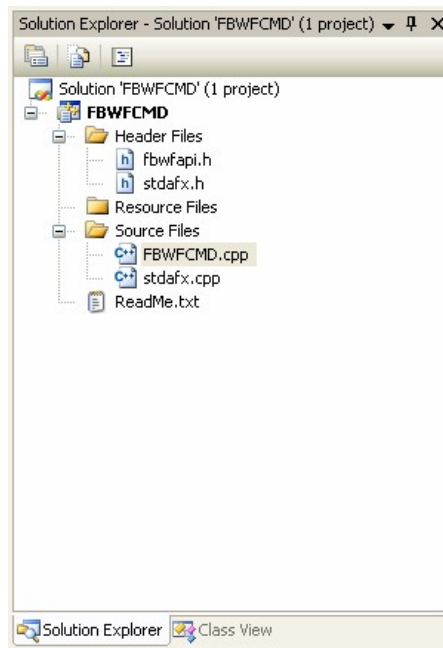 Solution Explorer - Solution 'FBWFCMD' (1 project)
Solution 'FBWFCMD' (1 project)
FBWFCMD
Header Files
fbwfapi.h
stdafx.h
Resource Files
Source Files
FBWFCMD.cpp
stdafx.cpp
ReadMe.txt
Solution Explorer Class View